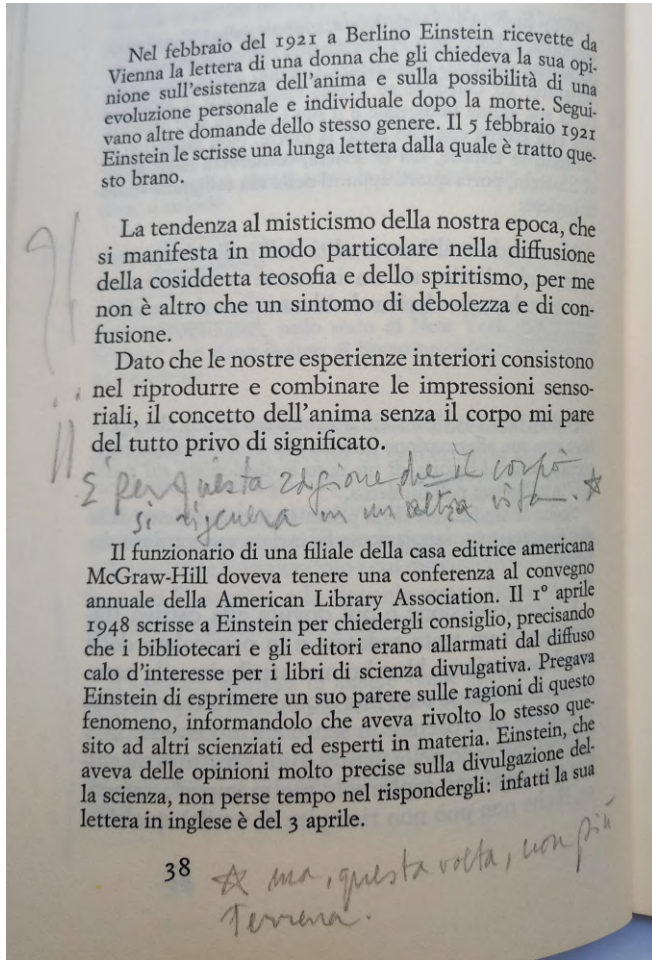 Nel febbraio del 1921 a Berlino Einstein ricevette da
Vienna la lettera di una donna che gli chiedeva la sua opi-
nione sull'esistenza dell'anima e sulla possibilità di una
evoluzione personale e individuale dopo la morte. Segui-
vano altre domande dello stesso genere. Il 5 febbraio 1921
Einstein le scrisse una lunga lettera dalla quale è tratto que-
sto brano.
La tendenza al misticismo della nostra epoca, che
si manifesta in modo particolare nella diffusione
della cosiddetta teosofia e dello spiritismo, per me
non è altro che un sintomo di debolezza e di con-
fusione.
Dato che le nostre esperienze interiori consistono
nel riprodurre e combinare le impressioni senso-
riali, il concetto dell'anima senza il corpo mi pare
del tutto privo di significato.
E' per questa ragione che il corpo
si rigenera in un'altra vita. ☆
Il funzionario di una filiale della casa editrice americana
McGraw-Hill doveva tenere una conferenza al convegno
annuale della American Library Association. Il 1° aprile
1948 scrisse a Einstein per chiedergli consiglio, precisando
che i bibliotecari e gli editori erano allarmati dal diffuso
calo d'interesse per i libri di scienza divulgativa. Pregava
Einstein di esprimere un suo parere sulle ragioni di questo
fenomeno, informandolo che aveva rivolto lo stesso que-
sito ad altri scienziati ed esperti in materia. Einstein, che
aveva delle opinioni molto precise sulla divulgazione del-
la scienza, non perse tempo nel rispondergli: infatti la sua
lettera in inglese è del 3 aprile.
38
☆ ma, questa volta, non più
terrena.